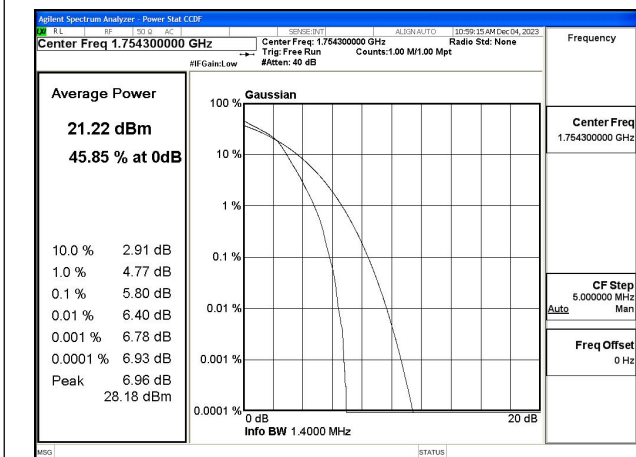 Agilent Spectrum Analyzer - Power Stat CCDF
LXI RL RF 50 Ω AC SENSE:INT ALIGN AUTO 10:59:15 AM Dec 04, 2023
Center Freq 1.754300000 GHz
Center Freq: 1.754300000 GHz Radio Std: None
Trig: Free Run Counts:1.00 M/1.00 Mpt
#IFGain:Low #Atten: 40 dB
Frequency
Average Power
21.22 dBm
45.85 % at 0dB
10.0 % 2.91 dB
1.0 % 4.77 dB
0.1 % 5.80 dB
0.01 % 6.40 dB
0.001 % 6.78 dB
0.0001 % 6.93 dB
Peak 6.96 dB
28.18 dBm
Gaussian
100 %
10 %
1 %
0.1 %
0.01 %
0.001 %
0.0001 %
0 dB 20 dB
Info BW 1.4000 MHz
Center Freq
1.754300000 GHz
CF Step
5.000000 MHz
Auto Man
Freq Offset
0 Hz
MSG STATUS